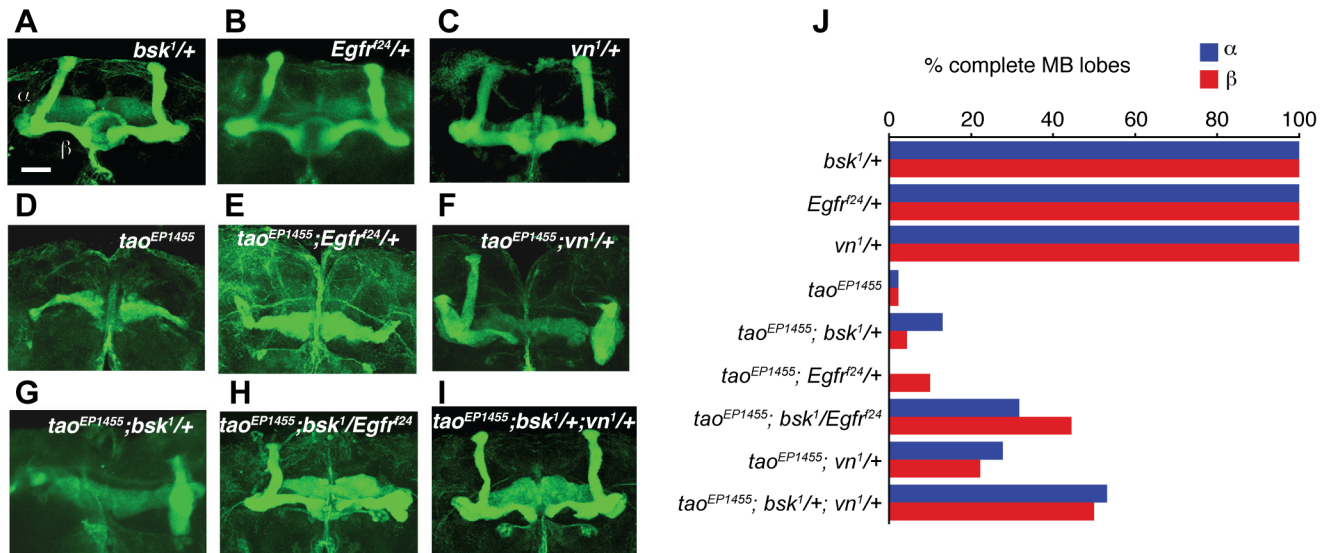 A
bsk¹/+
α
β
B
Egfrᶠ²⁴/+
C
vn¹/+
D
taoᴱᴾ¹⁴⁵⁵
E
taoᴱᴾ¹⁴⁵⁵;Egfrᶠ²⁴/+
F
taoᴱᴾ¹⁴⁵⁵;vn¹/+
G
taoᴱᴾ¹⁴⁵⁵;bsk¹/+
H
taoᴱᴾ¹⁴⁵⁵;bsk¹/Egfrᶠ²⁴
I
taoᴱᴾ¹⁴⁵⁵;bsk¹/+;vn¹/+
J
α
β
% complete MB lobes
0 20 40 60 80 100
bsk¹/+
Egfrᶠ²⁴/+
vn¹/+
taoᴱᴾ¹⁴⁵⁵
taoᴱᴾ¹⁴⁵⁵; bsk¹/+
taoᴱᴾ¹⁴⁵⁵; Egfrᶠ²⁴/+
taoᴱᴾ¹⁴⁵⁵; bsk¹/Egfrᶠ²⁴
taoᴱᴾ¹⁴⁵⁵; vn¹/+
taoᴱᴾ¹⁴⁵⁵; bsk¹/+; vn¹/+